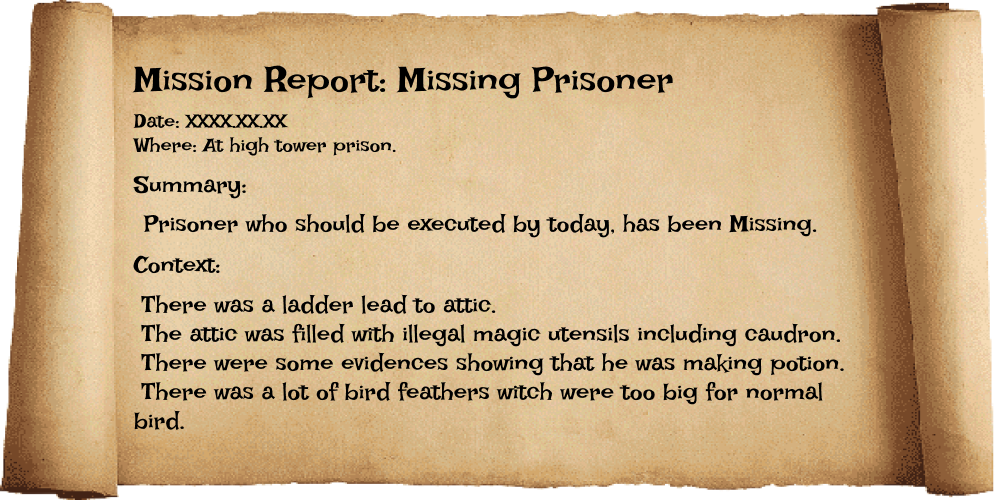 Mission Report: Missing Prisoner
Date: XXXX.XX.XX
Where: At high tower prison.
Summary:
Prisoner who should be executed by today, has been Missing.
Context:
There was a ladder lead to attic.
The attic was filled with illegal magic utensils including caudron.
There were some evidences showing that he was making potion.
There was a lot of bird feathers witch were too big for normal
bird.